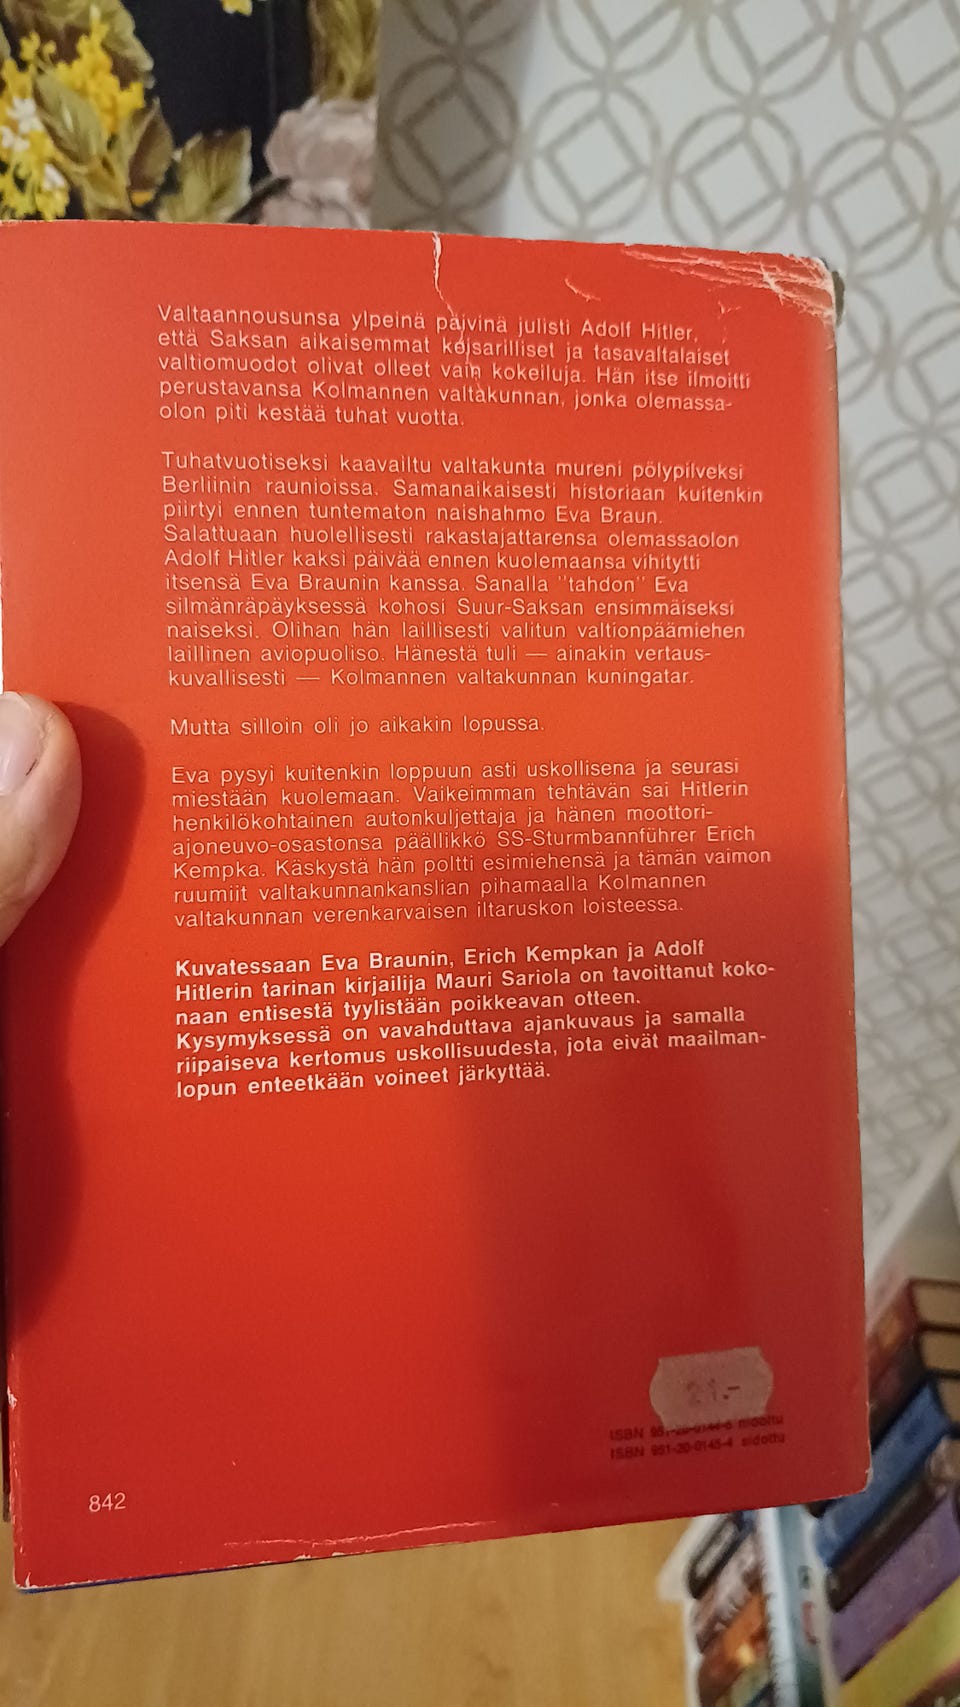 Valtaannousunsa ylpeinä päivinä julisti Adolf Hitler,
että Saksan aikaisemmat keisarilliset ja tasavaltalaiset
valtiomuodot olivat olleet vain kokeiluja. Hän itse ilmoitti
perustavansa Kolmannen valtakunnan, jonka olemassa-
olon piti kestää tuhat vuotta.
Tuhatvuotiseksi kaavailtu valtakunta mureni pölypilveksi
Berliinin raunioissa. Samanaikaisesti historiaan kuitenkin
piirtyi ennen tuntematon naishahmo Eva Braun.
Salattuaan huolellisesti rakastajattarensa olemassaolon
Adolf Hitler kaksi päivää ennen kuolemaansa vihitytti
itsensä Eva Braunin kanssa. Sanalla "tahdon" Eva
silmänräpäyksessä kohosi Suur-Saksan ensimmäiseksi
naiseksi. Olihan hän laillisesti valitun valtionpäämiehen
laillinen aviopuoliso. Hänestä tuli — ainakin vertaus-
kuvallisesti — Kolmannen valtakunnan kuningatar.
Mutta silloin oli jo aikakin lopussa.
Eva pysyi kuitenkin loppuun asti uskollisena ja seurasi
miestään kuolemaan. Vaikeimman tehtävän sai Hitlerin
henkilökohtainen autonkuljettaja ja hänen moottori-
ajoneuvo-osastonsa päällikkö SS-Sturmbannführer Erich
Kempka. Käskystä hän poltti esimiehensä ja tämän vaimon
ruumiit valtakunnankanslian pihamaalla Kolmannen
valtakunnan verenkarvaisen iltaruskon loisteessa.
Kuvatessaan Eva Braunin, Erich Kempkan ja Adolf
Hitlerin tarinan kirjailija Mauri Sariola on tavoittanut koko-
naan entisestä tyylistään poikkeavan otteen.
Kysymyksessä on vavahduttava ajankuvaus ja samalla
riipaiseva kertomus uskollisuudesta, jota eivät maailman-
lopun enteetkään voineet järkyttää.
21.-
ISBN 951-20-0144-6 nidottu
ISBN 951-20-0145-4 sidottu
842